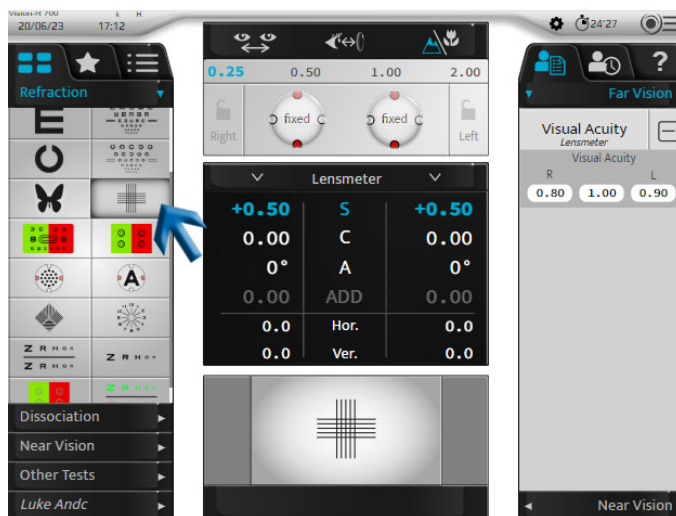 Vision-R 700
20/06/23 17:12
24'27
Refraction
E
ZRHON
ZRHON
ZRHON
A
Dissociation
Near Vision
Other Tests
Luke Andc
0.25 0.50 1.00 2.00
Right fixed fixed Left
Lensmeter
+0.50 S +0.50
0.00 C 0.00
0° A 0°
0.00 ADD 0.00
0.0 Hor. 0.0
0.0 Ver. 0.0
?
Far Vision
Visual Acuity
Lensmeter
Visual Acuity
R L
0.80 1.00 0.90
Near Vision